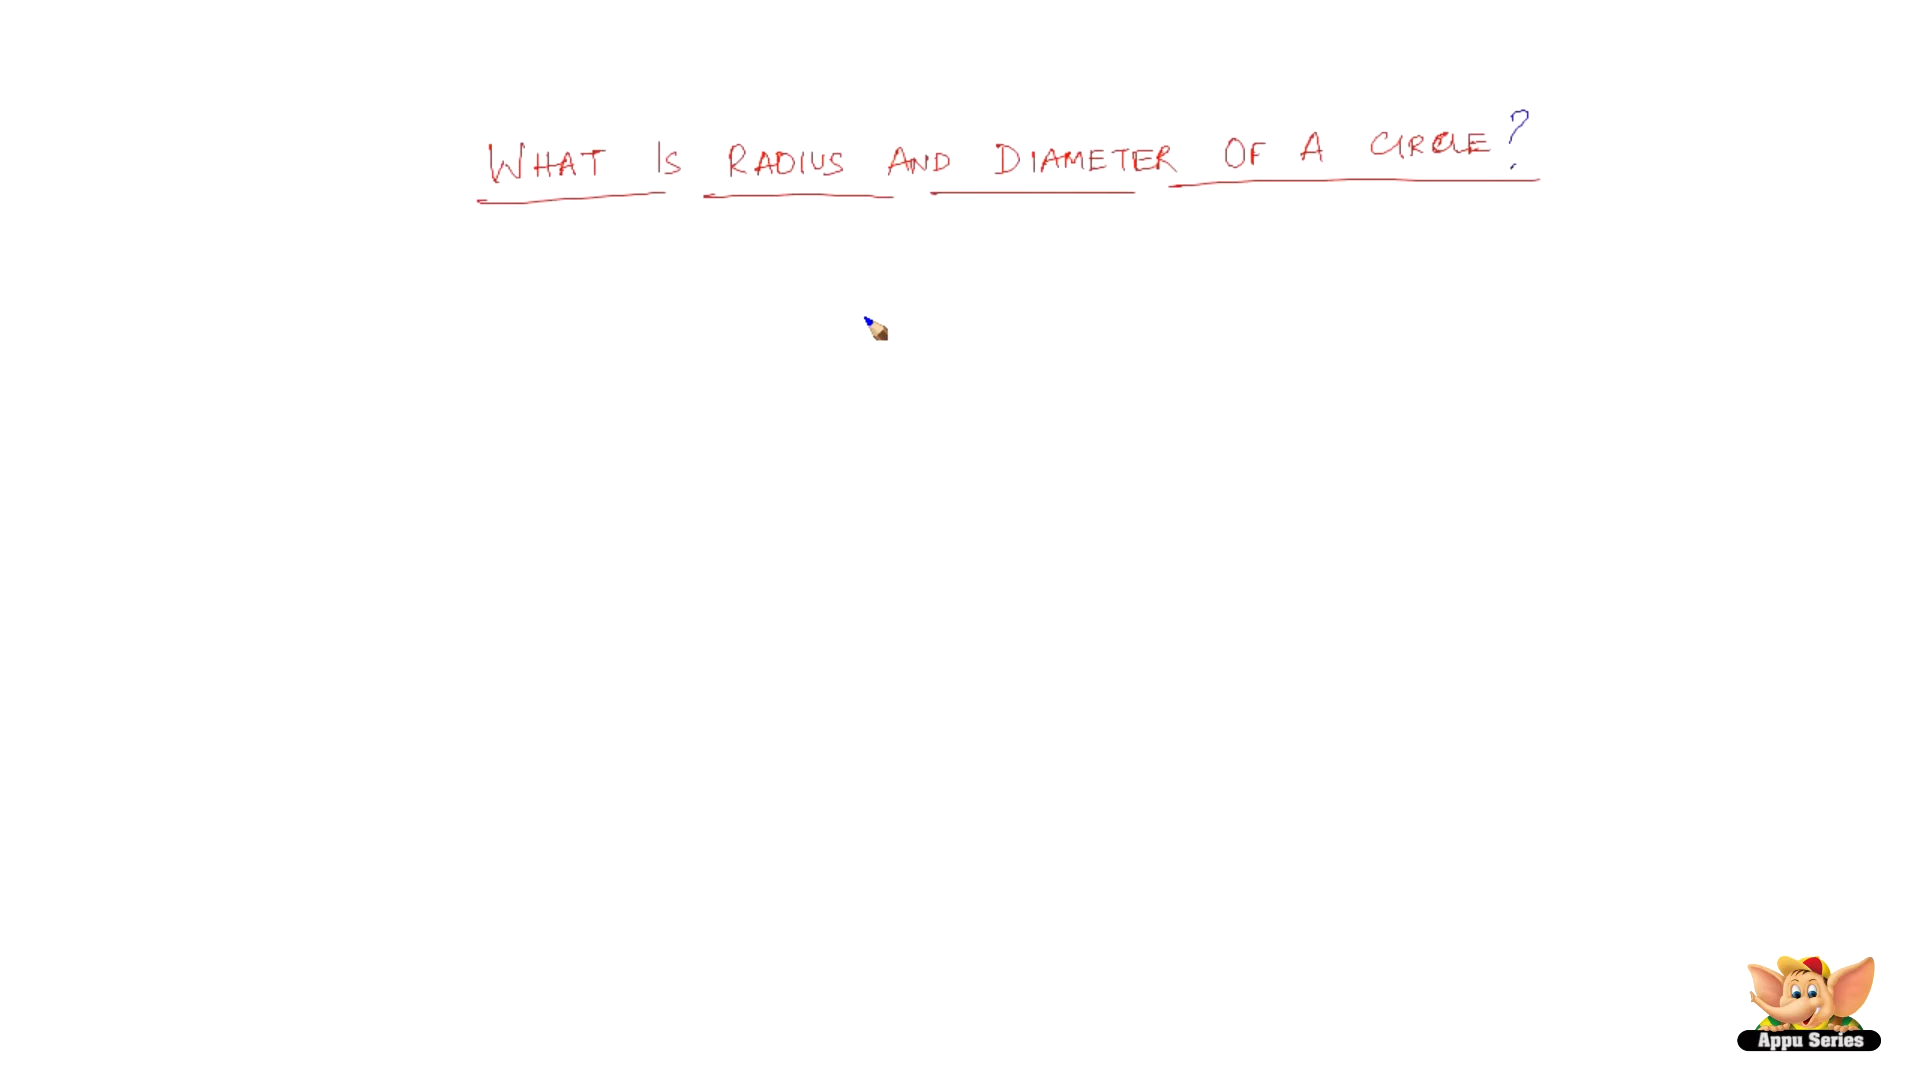 WHAT IS RADIUS AND DIAMETER OF A CIRCLE?
Appu Series